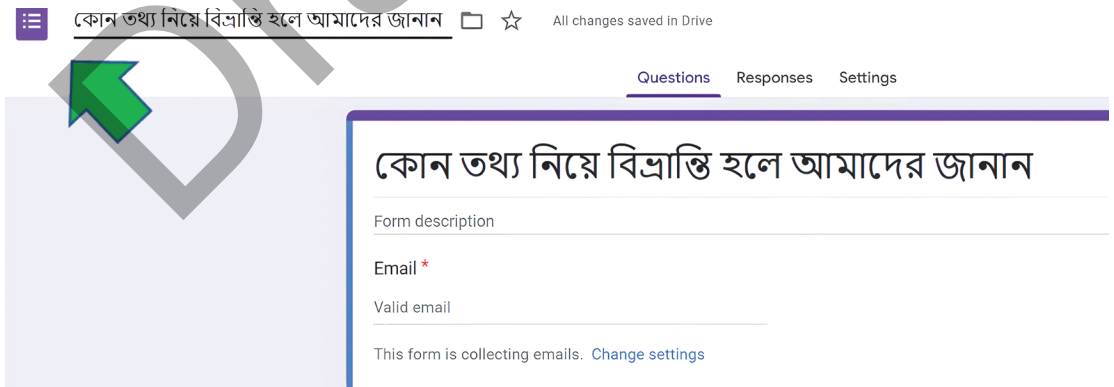 কোন তথ্য নিয়ে বিভ্রান্তি হলে আমাদের জানান All changes saved in Drive
Questions Responses Settings
কোন তথ্য নিয়ে বিভ্রান্তি হলে আমাদের জানান
Form description
Email *
Valid email
This form is collecting emails. Change settings